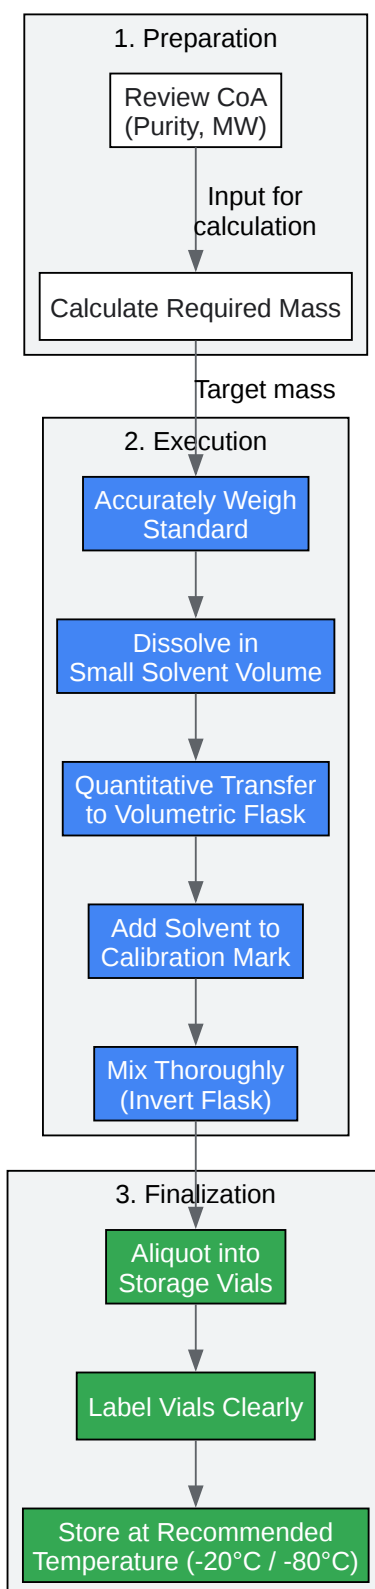 1. Preparation
Review CoA
(Purity, MW)
Input for
calculation
Calculate Required Mass
Target mass
2. Execution
Accurately Weigh
Standard
Dissolve in
Small Solvent Volume
Quantitative Transfer
to Volumetric Flask
Add Solvent to
Calibration Mark
Mix Thoroughly
(Invert Flask)
3. Finalization
Aliquot into
Storage Vials
Label Vials Clearly
Store at Recommended
Temperature (-20°C / -80°C)